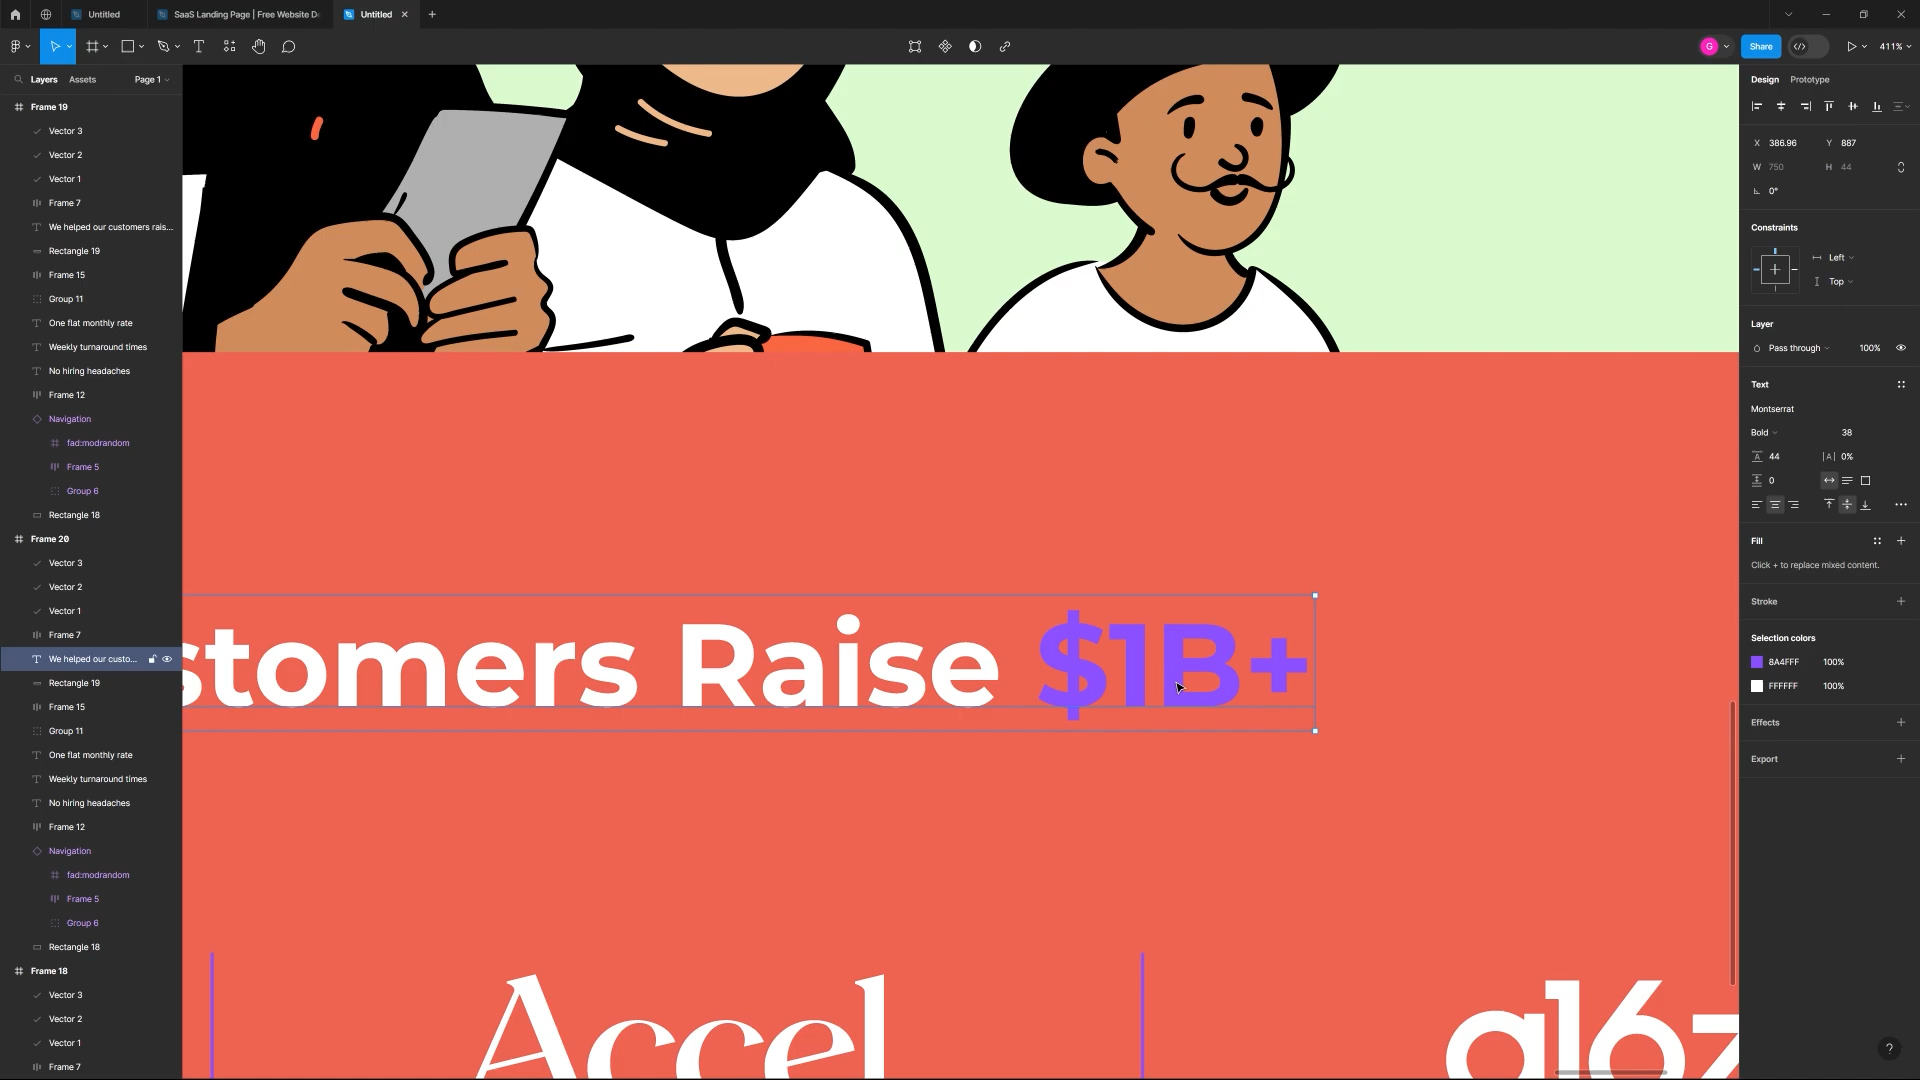 Untitled
SaaS Landing Page | Free Website De
Untitled
G
Share
411%
Layers
Assets
Page 1
Design
Prototype
Frame 19
Vector 3
Vector 2
Vector 1
Frame 7
We helped our customers rais...
Rectangle 19
Frame 15
Group 11
One flat monthly rate
Weekly turnaround times
No hiring headaches
Frame 12
Navigation
fad:modrandom
Frame 5
Group 6
Rectangle 18
Frame 20
Vector 3
Vector 2
Vector 1
Frame 7
We helped our custo...
Rectangle 19
Frame 15
Group 11
One flat monthly rate
Weekly turnaround times
No hiring headaches
Frame 12
Navigation
fad:modrandom
Frame 5
Group 6
Rectangle 18
Frame 18
Vector 3
Vector 2
Vector 1
Frame 7
stomers Raise $1B+
Accel
a16z
X 386.96 Y 887
W 750 H 44
0°
Constraints
Left
Top
Layer
Pass through 100%
Text
Montserrat
Bold 38
44 |A| 0%
0
Fill
Click + to replace mixed content.
Stroke
Selection colors
8A4FFF 100%
FFFFFF 100%
Effects
Export
?